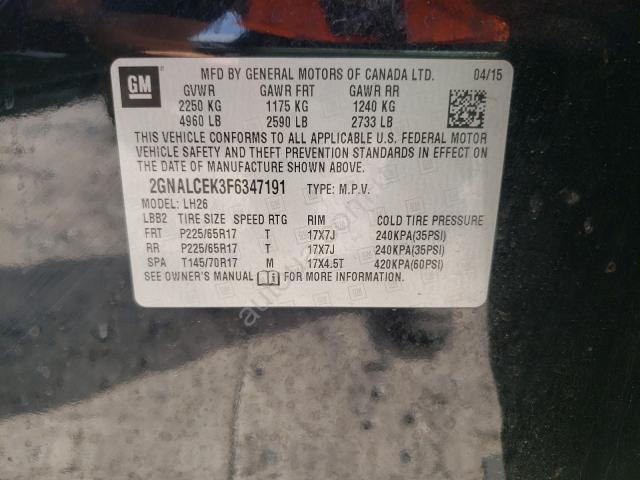 GM MFD BY GENERAL MOTORS OF CANADA LTD. 04/15
GVWR GAWR FRT GAWR RR
2250 KG 1175 KG 1240 KG
4960 LB 2590 LB 2733 LB
THIS VEHICLE CONFORMS TO ALL APPLICABLE U.S. FEDERAL MOTOR
VEHICLE SAFETY AND THEFT PREVENTION STANDARDS IN EFFECT ON
THE DATE OF MANUFACTURE SHOWN ABOVE.
2GNALCEK3F6347191 TYPE: M.P.V.
MODEL: LH26
LBB2 TIRE SIZE SPEED RTG RIM COLD TIRE PRESSURE
FRT P225/65R17 T 17X7J 240KPA(35PSI)
RR P225/65R17 T 17X7J 240KPA(35PSI)
SPA T145/70R17 M 17X4.5T 420KPA(60PSI)
SEE OWNER'S MANUAL FOR MORE INFORMATION.